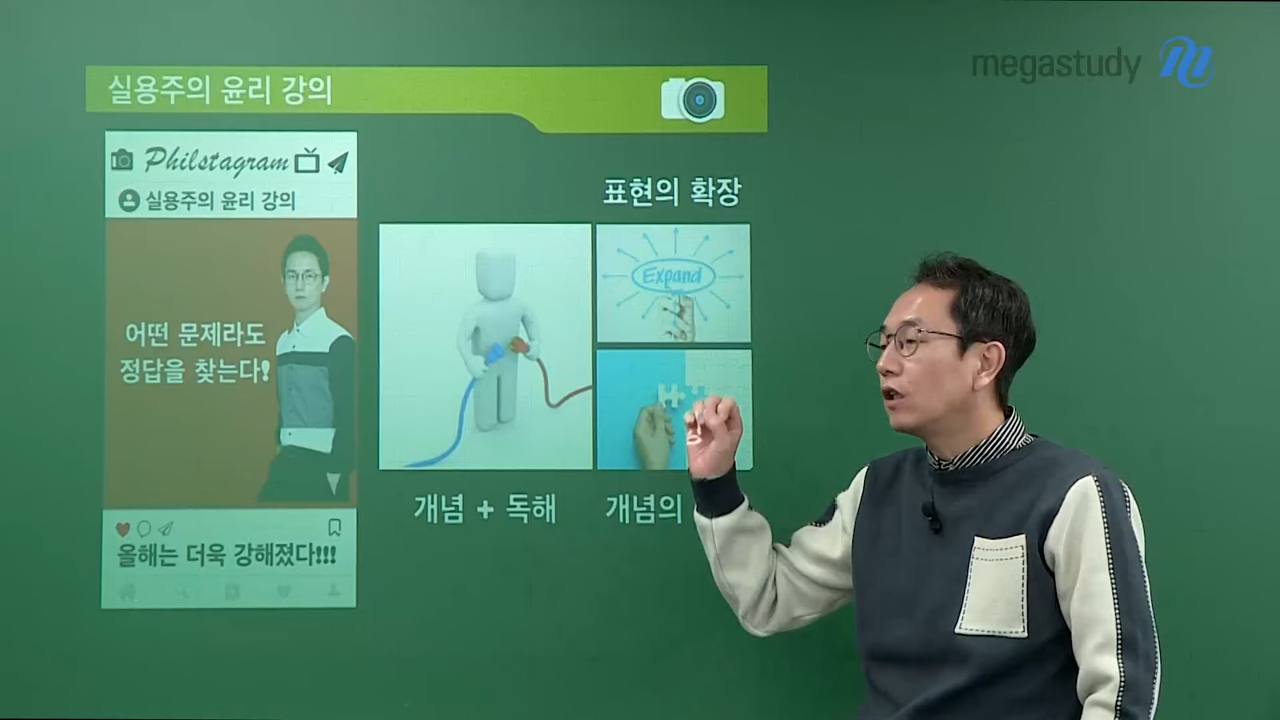 megastudy
실용주의 윤리 강의
Philstagram
실용주의 윤리 강의
어떤 문제라도
정답을 찾는다!
올해는 더욱 강해졌다!!!
개념 + 독해
표현의 확장
Expand
개념의